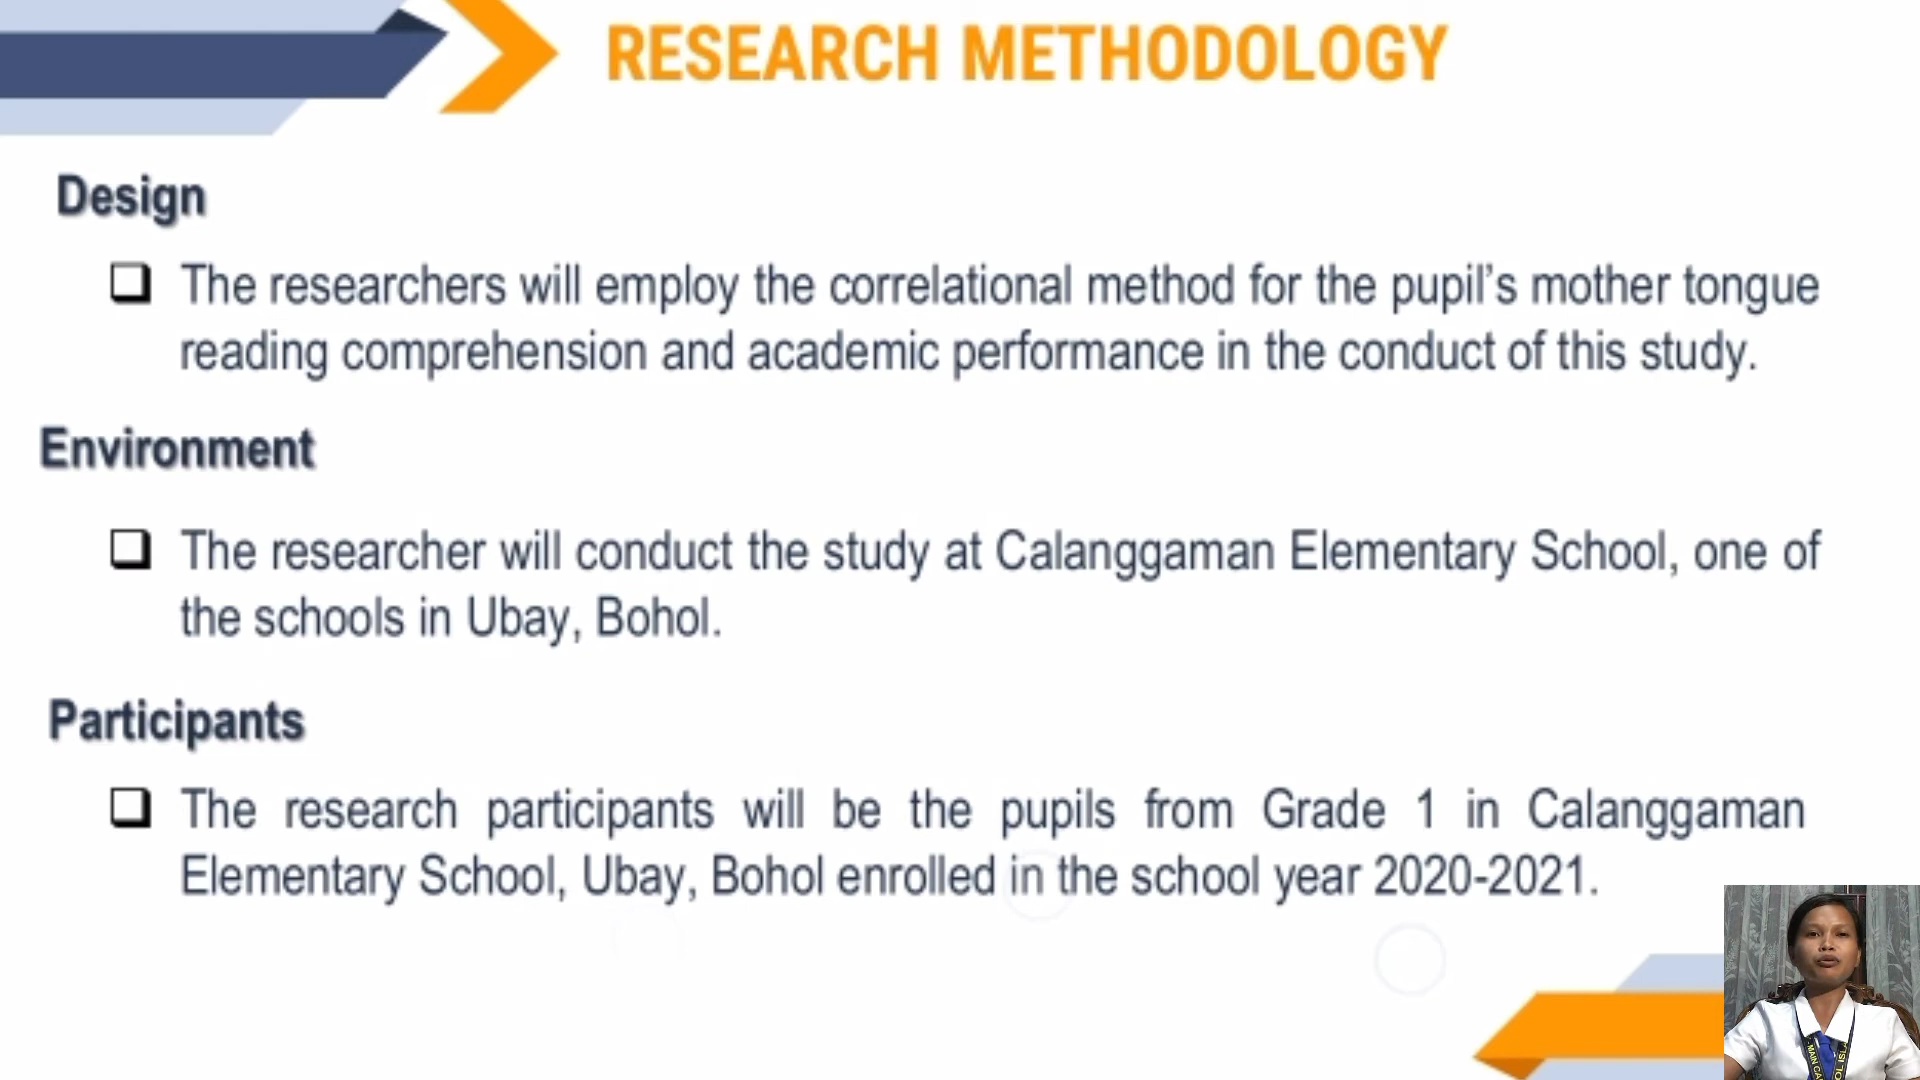 RESEARCH METHODOLOGY
Design
The researchers will employ the correlational method for the pupil’s mother tongue
reading comprehension and academic performance in the conduct of this study.
Environment
The researcher will conduct the study at Calanggaman Elementary School, one of
the schools in Ubay, Bohol.
Participants
The research participants will be the pupils from Grade 1 in Calanggaman
Elementary School, Ubay, Bohol enrolled in the school year 2020-2021.